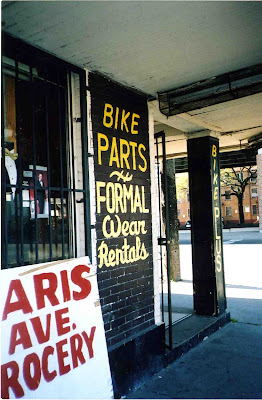 BIKE
PARTS
~
FORMAL
Wear
Rentals
ARIS
AVE.
ROCERY